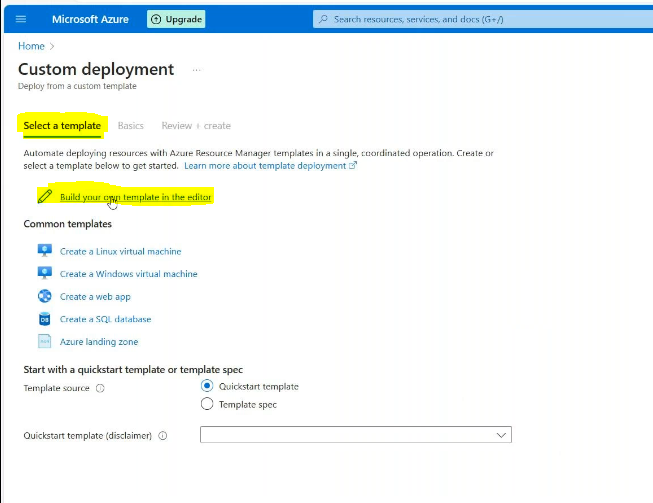 Microsoft Azure
Upgrade
Search resources, services, and docs (G+/)
Home >
Custom deployment ...
Deploy from a custom template
Select a template Basics Review + create
Automate deploying resources with Azure Resource Manager templates in a single, coordinated operation. Create or
select a template below to get started. Learn more about template deployment
Build your own template in the editor
Common templates
Create a Linux virtual machine
Create a Windows virtual machine
Create a web app
Create a SQL database
Azure landing zone
Start with a quickstart template or template spec
Template source
Quickstart template
Template spec
Quickstart template (disclaimer)